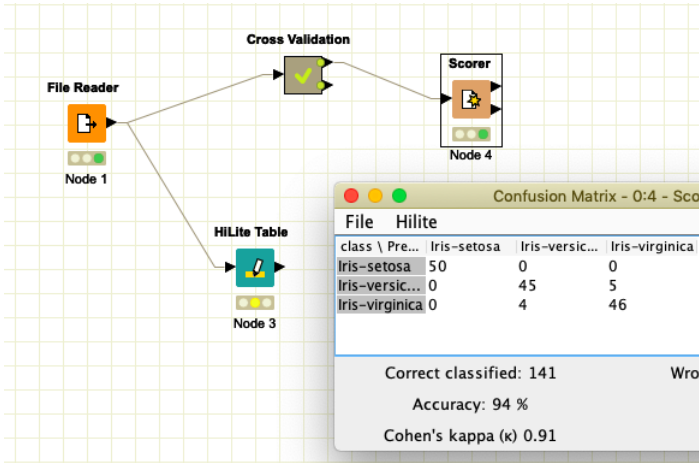 Cross Validation
Scorer
File Reader
Node 4
Node 1
Confusion Matrix - 0:4 - Sco
File Hilite
class \ Pre... Iris-setosa Iris-versic... Iris-virginica
Iris-setosa 50 0 0
Iris-versic... 0 45 5
Iris-virginica 0 4 46
HiLite Table
Node 3
Correct classified: 141 Wro
Accuracy: 94 %
Cohen's kappa (κ) 0.91